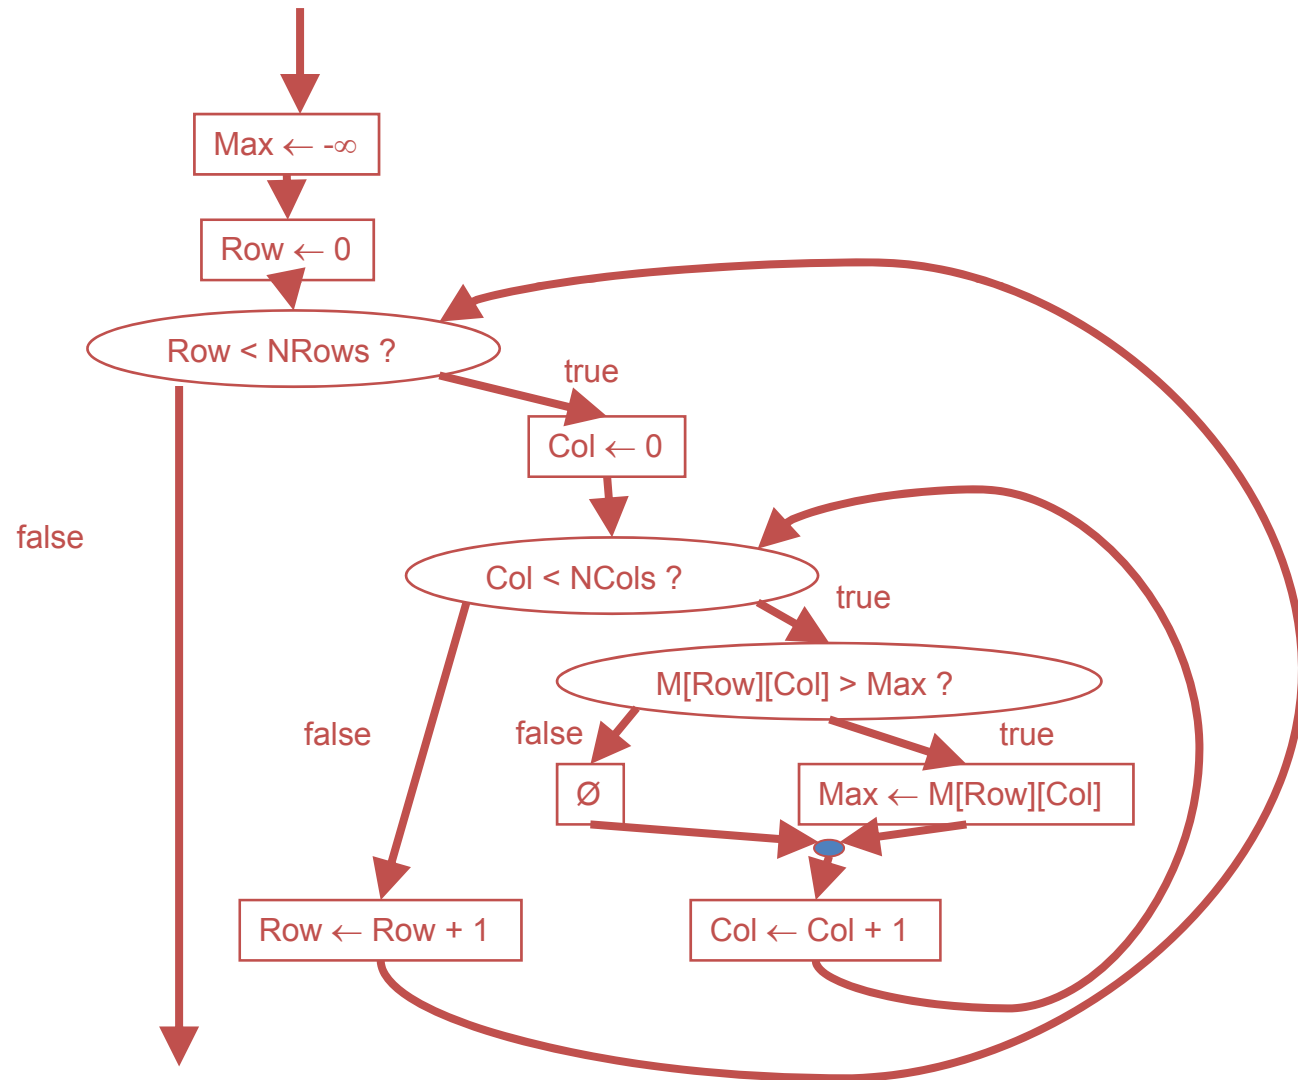 Max ← -∞
Row ← 0
Row < NRows ?
true
Col ← 0
false
Col < NCols ?
true
M[Row][Col] > Max ?
false
false
true
Ø
Max ← M[Row][Col]
Row ← Row + 1
Col ← Col + 1